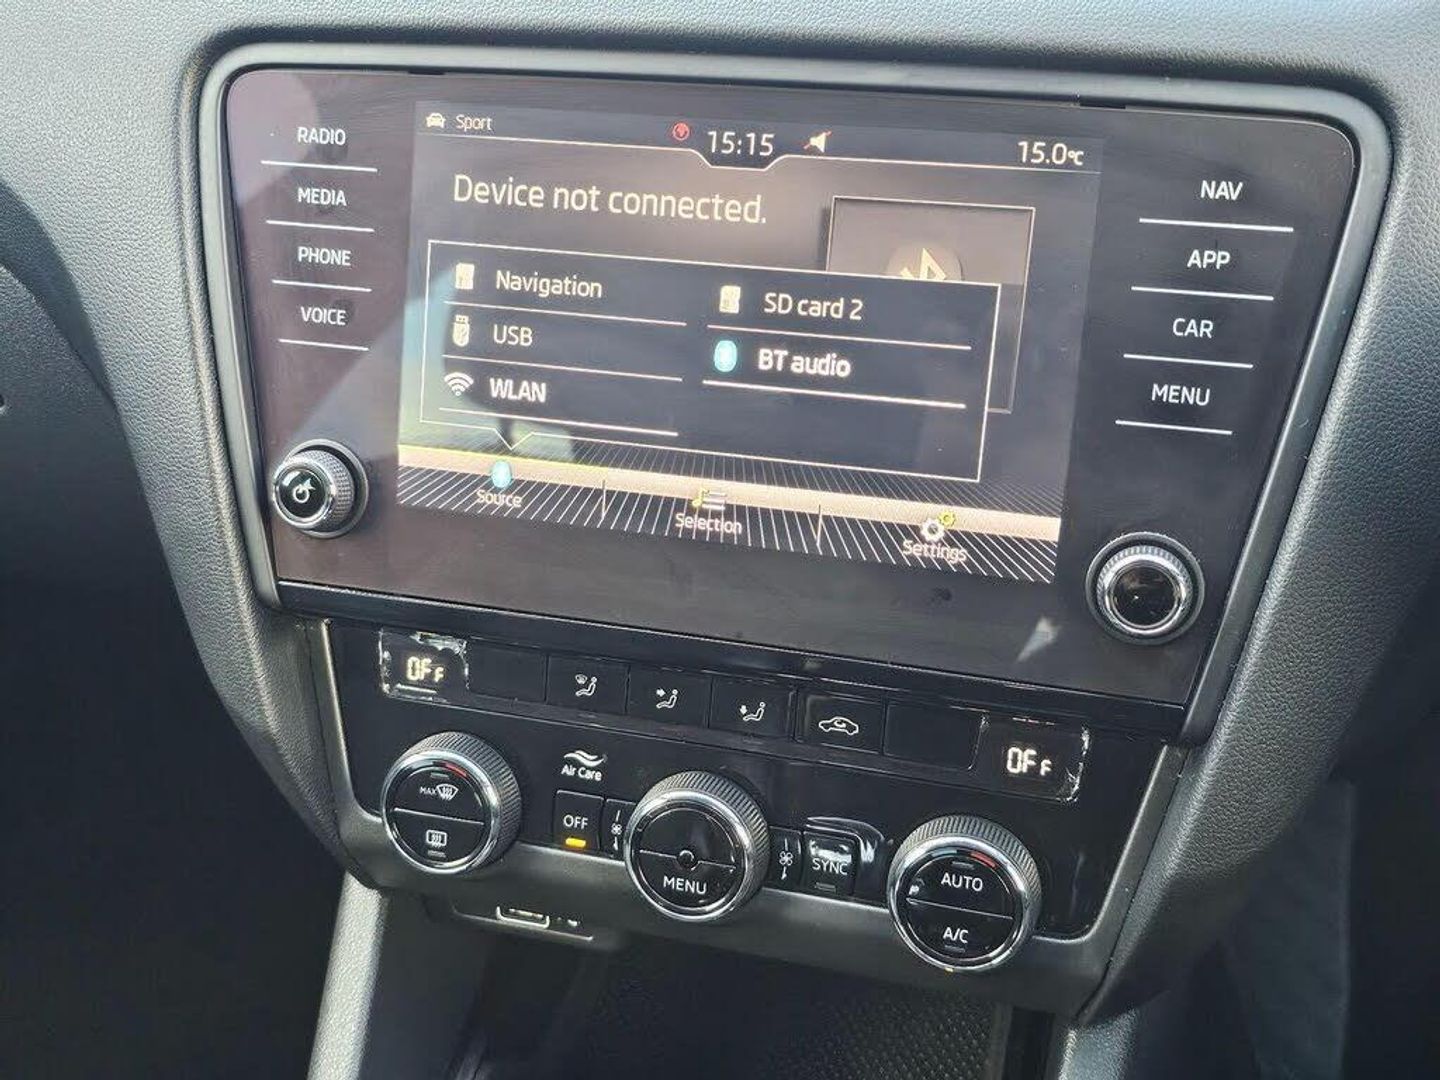 RADIO
MEDIA
PHONE
VOICE
Sport
15:15
15.0°C
Device not connected.
Navigation
SD card 2
USB
BT audio
WLAN
Source
Selection
Settings
NAV
APP
CAR
MENU
OFF
OFF
MAX
Air Care
OFF
MENU
SYNC
AUTO
A/C